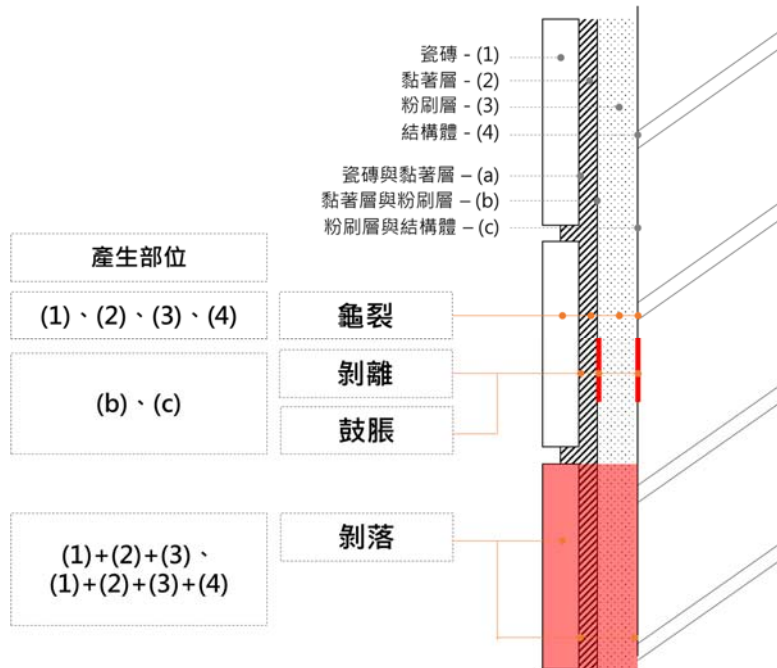 瓷磚 - (1)
黏著層 - (2)
粉刷層 - (3)
結構體 - (4)
瓷磚與黏著層 – (a)
黏著層與粉刷層 – (b)
粉刷層與結構體 – (c)
產生部位
(1)、(2)、(3)、(4)
龜裂
(b)、(c)
剝離
鼓脹
(1)+(2)+(3)、
(1)+(2)+(3)+(4)
剝落